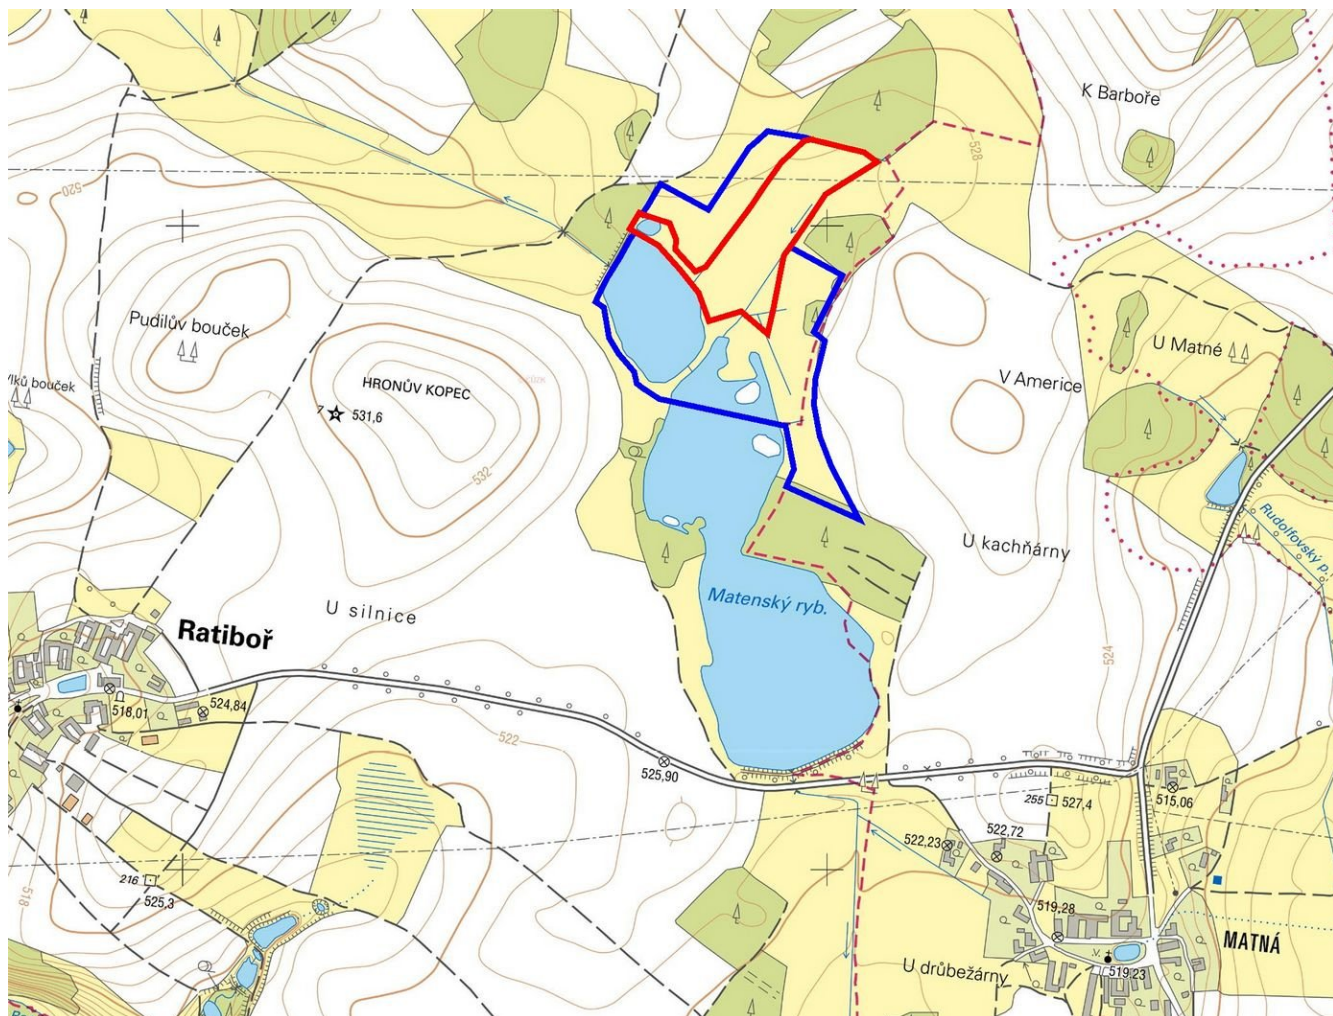 K Barboře
528
520
Pudilův bouček
HRONŮV KOPEC
U Matné
V Americe
7
531,6
532
Rudolfovský p.
U kachňárny
Matenský ryb.
U silnice
Ratiboř
524
518,01
524,84
522
525,90
255
527,4
515,06
522,23
522,72
216
525,3
518
519,28
MATNÁ
U drůbežárny
519,23